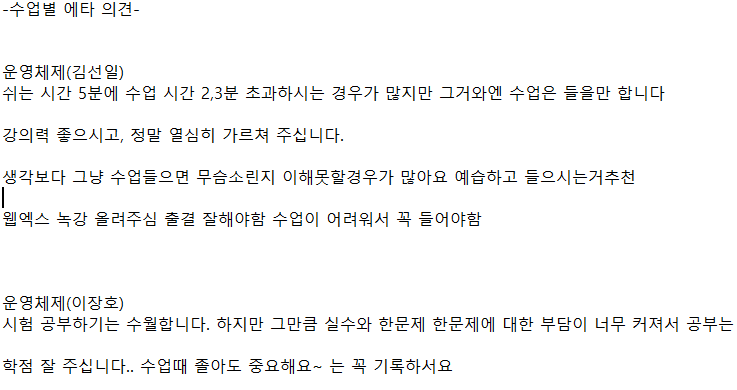 -수업별 에타 의견-
운영체제(김선일)
쉬는 시간 5분에 수업 시간 2,3분 초과하시는 경우가 많지만 그거와엔 수업은 들을만 합니다
강의력 좋으시고, 정말 열심히 가르쳐 주십니다.
생각보다 그냥 수업들으면 무슴소린지 이해못할경우가 많아요 예습하고 들으시는거추천
웹엑스 녹강 올려주심 출결 잘해야함 수업이 어려워서 꼭 들어야함
운영체제(이장호)
시험 공부하기는 수월합니다. 하지만 그만큼 실수와 한문제 한문제에 대한 부담이 너무 커져서 공부는
학점 잘 주십니다.. 수업때 졸아도 중요해요~ 는 꼭 기록하서요